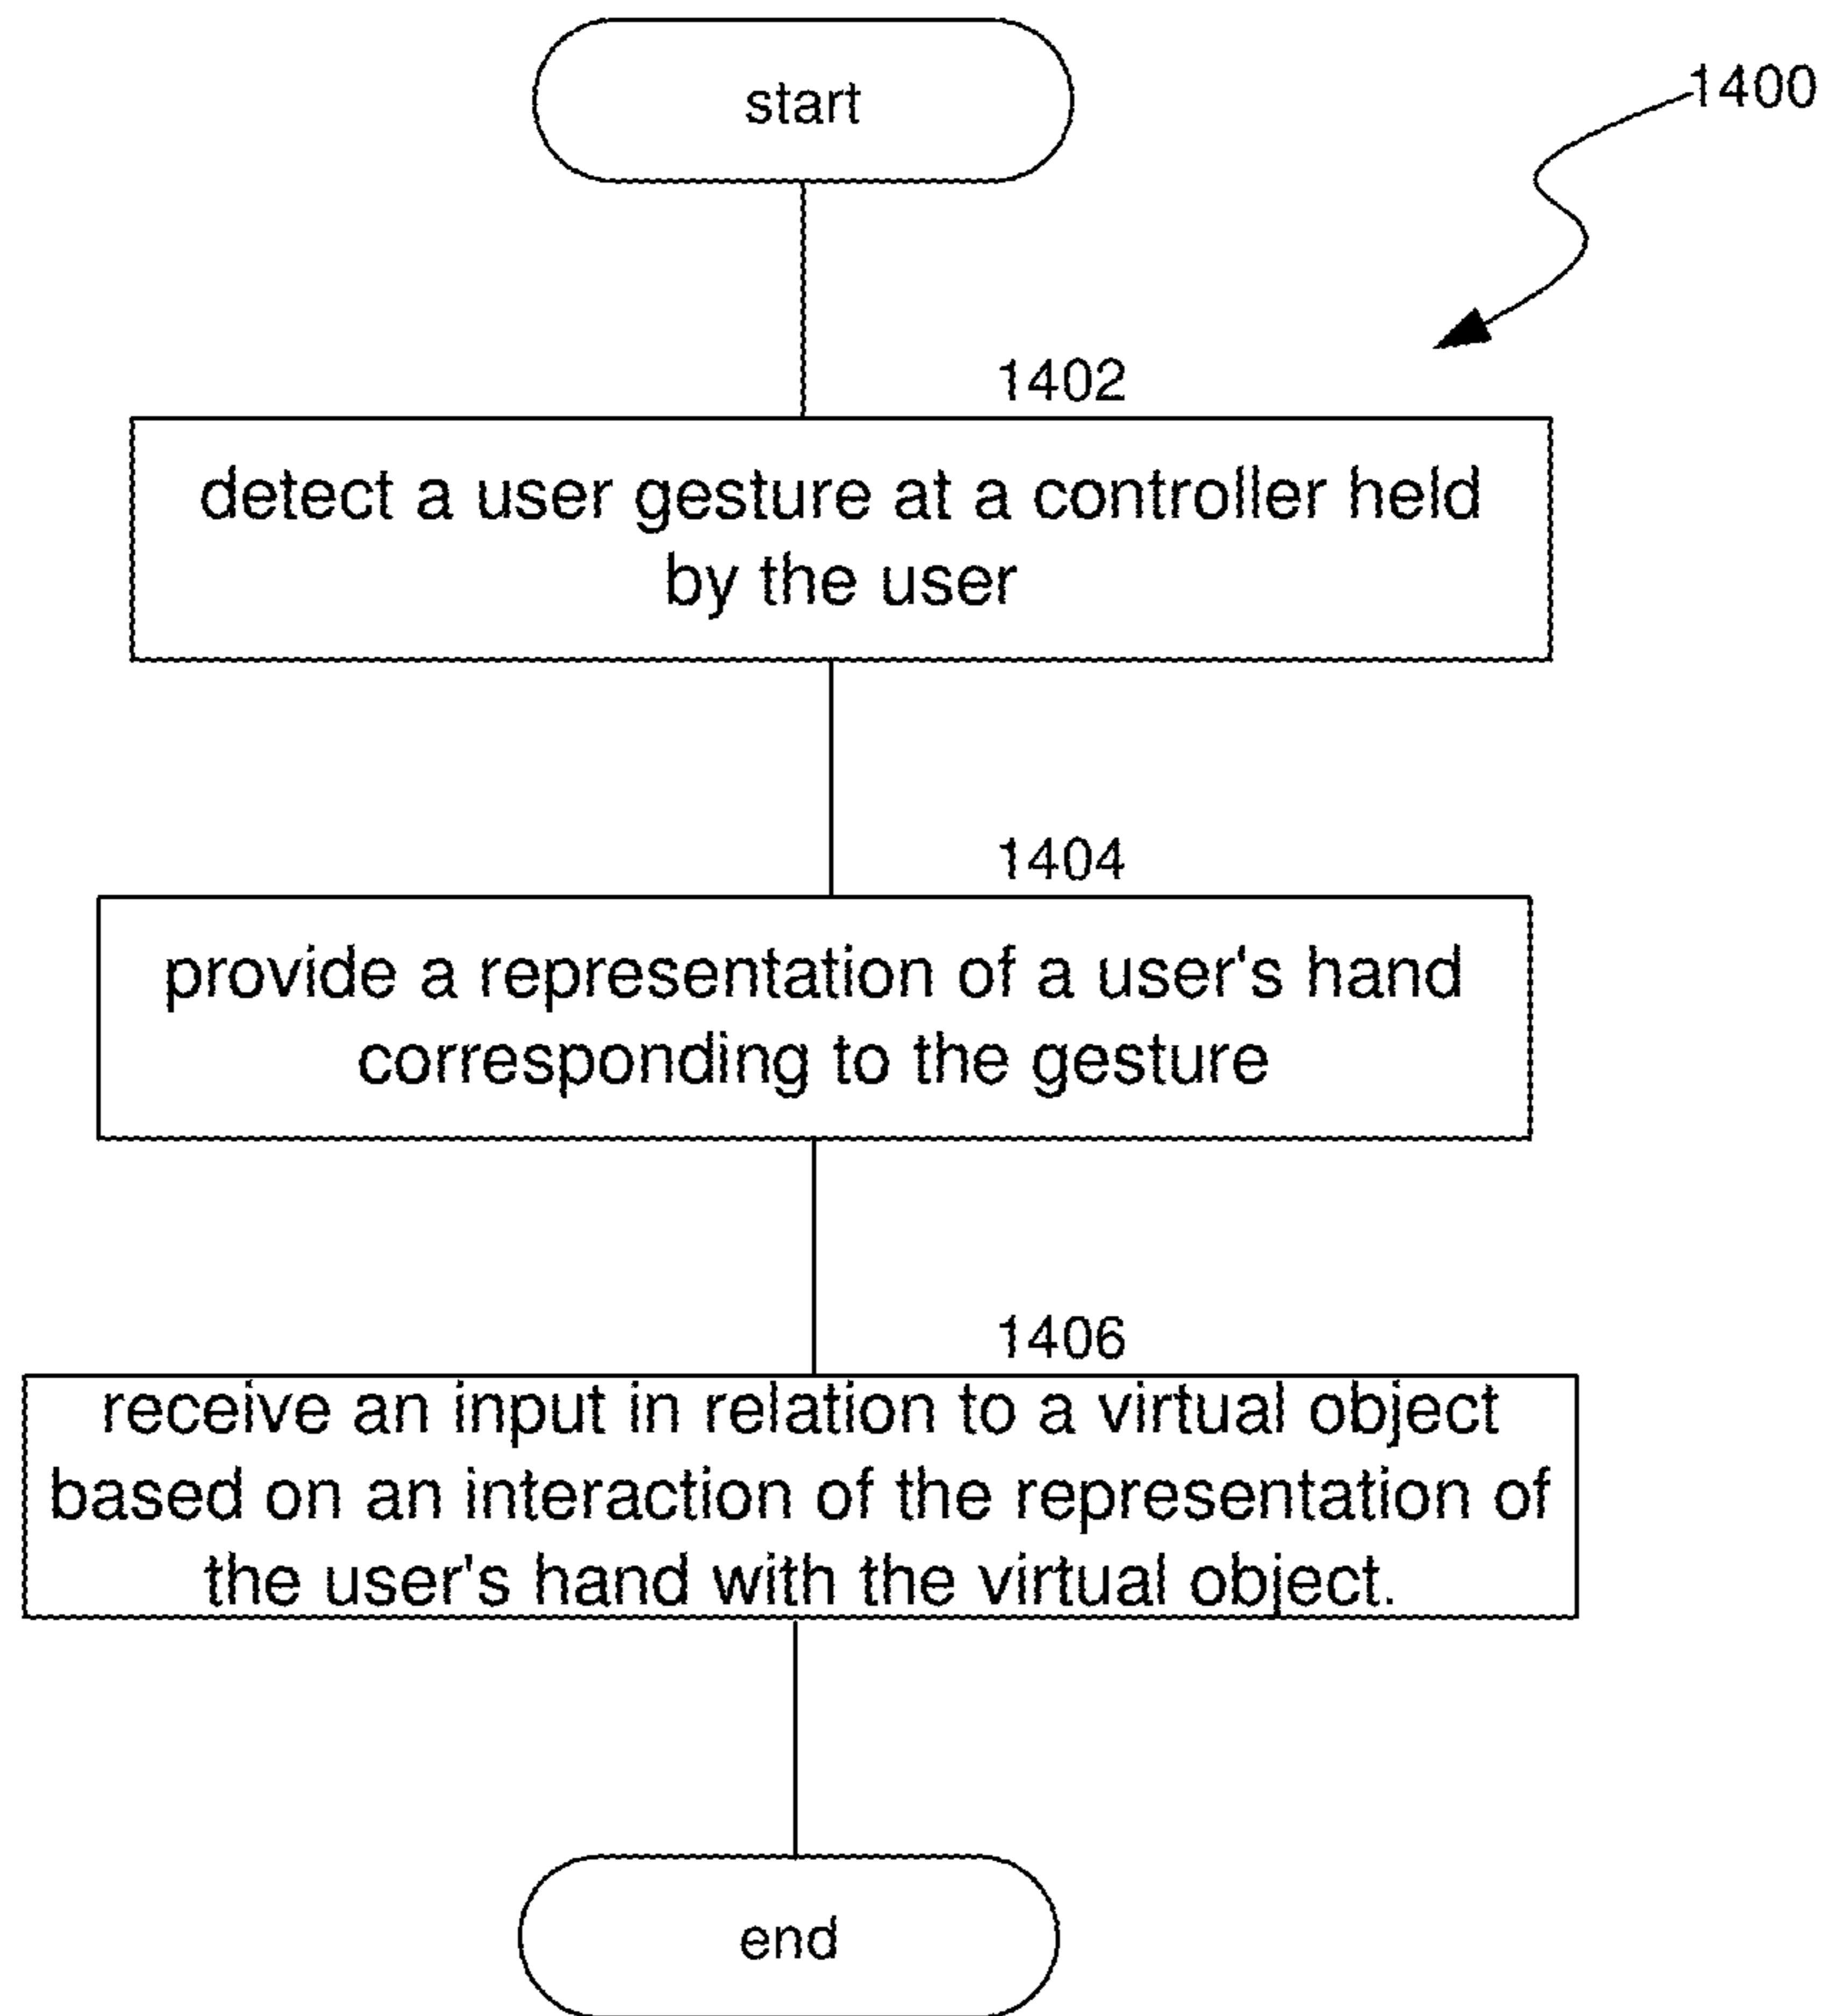 start
1400
1402
detect a user gesture at a controller held
by the user
1404
provide a representation of a user's hand
corresponding to the gesture
1406
receive an input in relation to a virtual object
based on an interaction of the representation of
the user's hand with the virtual object.
end